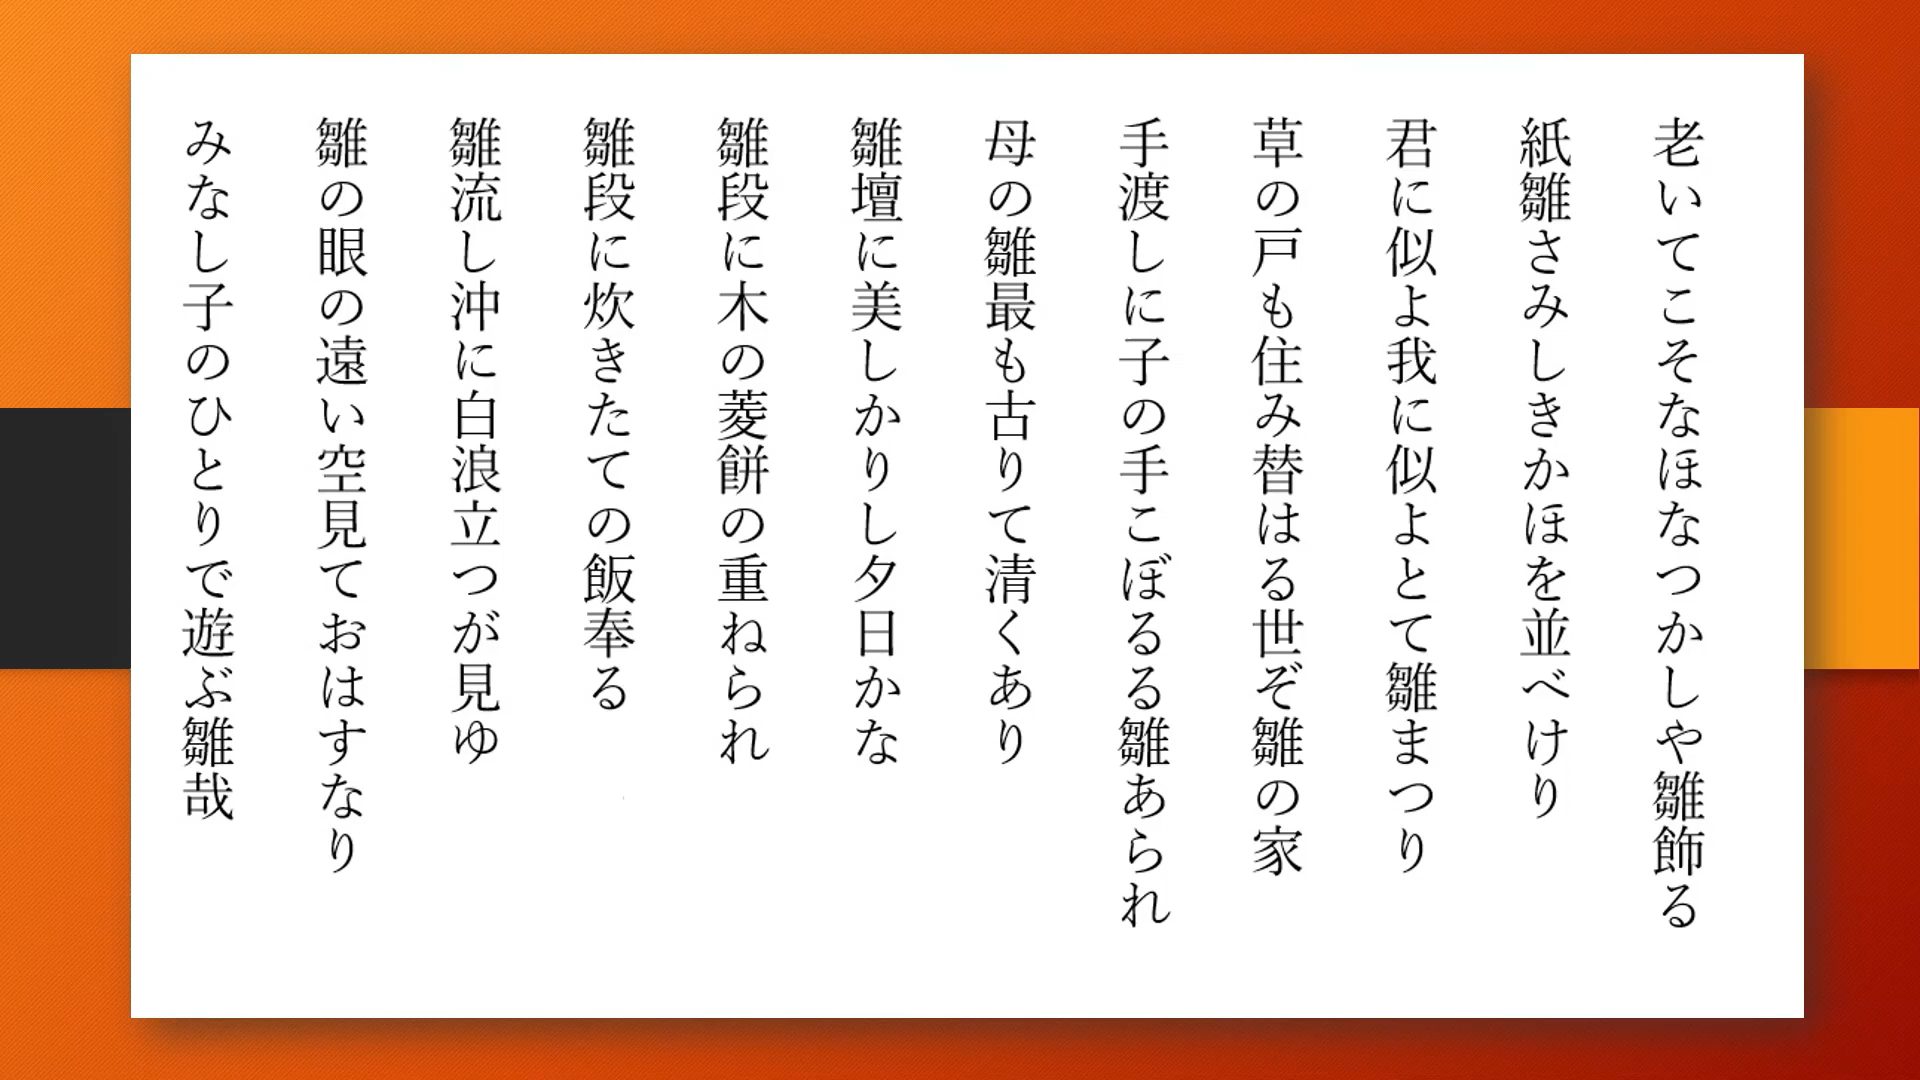 老いてこそなほなつかしや雛飾る
紙雛さみしきかほを並べけり
君に似よ我に似よとて雛まつり
草の戸も住み替はる世ぞ雛の家
手渡しに子の手こぼるる雛あられ
母の雛最も古りて清くあり
雛壇に美しかりし夕日かな
雛段に木の菱餅の重ねられ
雛段に炊きたての飯奉る
雛流し沖に白浪立つが見ゆ
雛の眼の遠い空見ておはすなり
みなし子のひとりで遊ぶ雛哉